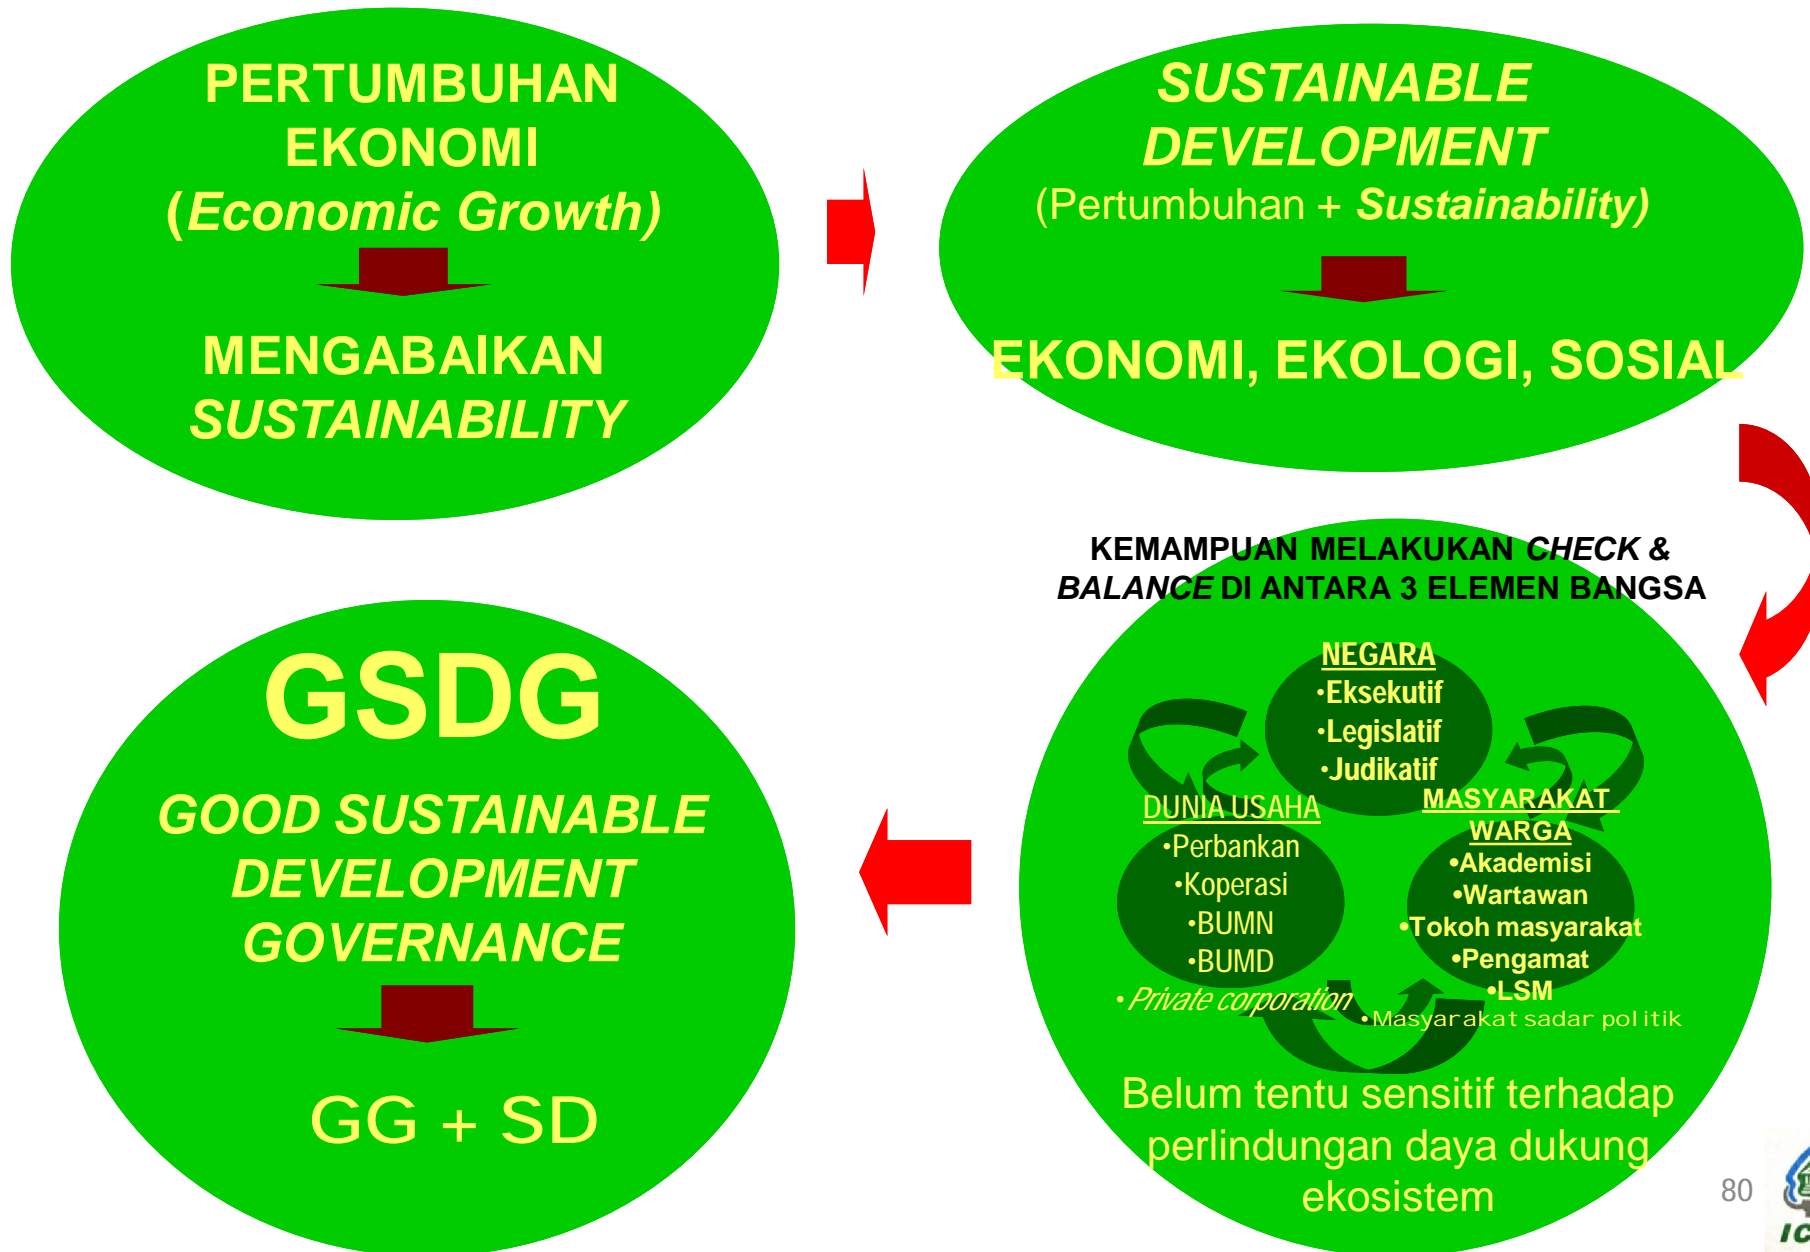 PERTUMBUHAN
EKONOMI
(Economic Growth)
MENGABAIKAN
SUSTAINABILITY
SUSTAINABLE
DEVELOPMENT
(Pertumbuhan + Sustainability)
EKONOMI, EKOLOGI, SOSIAL
KEMAMPUAN MELAKUKAN CHECK &
BALANCE DI ANTARA 3 ELEMEN BANGSA
NEGARA
•Eksekutif
•Legislatif
•Judikatif
DUNIA USAHA
•Perbankan
•Koperasi
•BUMN
•BUMD
• Private corporation
MASYARAKAT
WARGA
•Akademisi
•Wartawan
•Tokoh masyarakat
•Pengamat
•LSM
•Masyarakat sadar politik
Belum tentu sensitif terhadap
perlindungan daya dukung
ekosistem
GSDG
GOOD SUSTAINABLE
DEVELOPMENT
GOVERNANCE
GG + SD
80